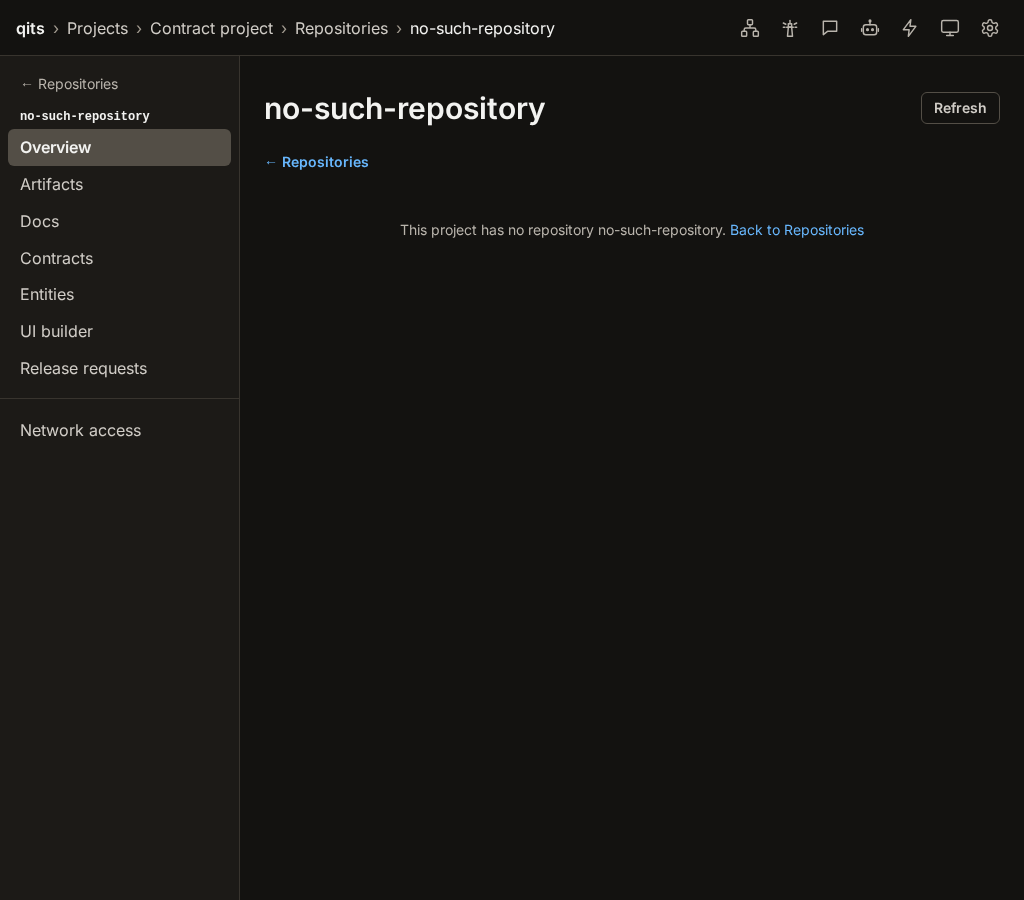 qits › Projects › Contract project › Repositories › no-such-repository
← Repositories
no-such-repository
Overview
Artifacts
Docs
Contracts
Entities
UI builder
Release requests
Network access
no-such-repository
Refresh
← Repositories
This project has no repository no-such-repository. Back to Repositories